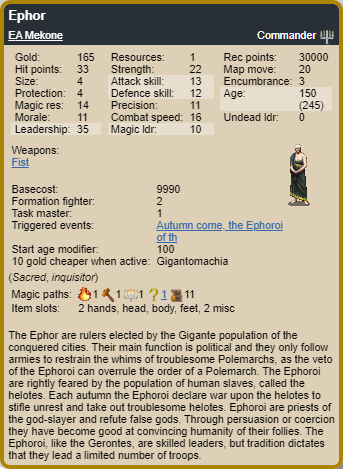 Ephor
EA Mekone Commander
Gold: 165 Resources: 1 Rec points: 30000
Hit points: 33 Strength: 22 Map move: 20
Size: 4 Attack skill: 13 Encumbrance: 3
Protection: 4 Defence skill: 12 Age: 150
Magic res: 14 Precision: 11 (245)
Morale: 11 Combat speed: 16 Undead ldr: 0
Leadership: 35 Magic ldr: 10
Weapons:
Fist
Basecost: 9990
Formation fighter: 2
Task master: 1
Triggered events: Autumn come, the Ephoroi
of th
Start age modifier: 100
10 gold cheaper when active: Gigantomachia
(Sacred, inquisitor)
Magic paths: 1 1 1 ? 1 11
Item slots: 2 hands, head, body, feet, 2 misc
The Ephor are rulers elected by the Gigante population of the
conquered cities. Their main function is political and they only follow
armies to restrain the whims of troublesome Polemarchs, as the veto
of the Ephoroi can overrule the order of a Polemarch. The Ephoroi
are rightly feared by the population of human slaves, called the
helotes. Each autumn the Ephoroi declare war upon the helotes to
stifle unrest and take out troublesome helotes. Ephoroi are priests of
the god-slayer and refute false gods. Through persuasion or coercion
they have become good at convincing humanity of their follies. The
Ephoroi, like the Gerontes, are skilled leaders, but tradition dictates
that they lead a limited number of troops.